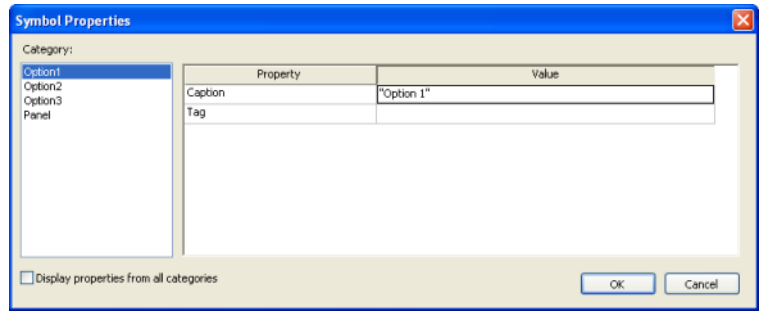 Symbol Properties
Category:
Option1
Option2
Option3
Panel
Property Value
Caption "Option 1"
Tag
Display properties from all categories
OK Cancel